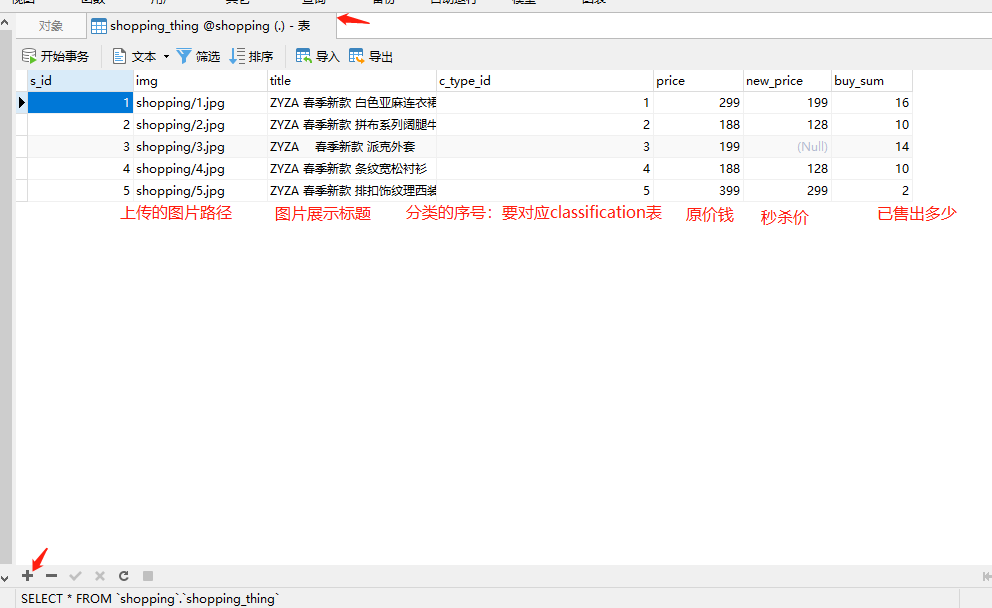 对象 shopping_thing @shopping (.) - 表
开始事务 文本 筛选 排序 导入 导出
s_id img title c_type_id price new_price buy_sum
1 shopping/1.jpg ZYZA 春季新款 白色亚麻连衣裙 1 299 199 16
2 shopping/2.jpg ZYZA 春季新款 拼布系列阔腿牛 2 188 128 10
3 shopping/3.jpg ZYZA 春季新款 派克外套 3 199 (Null) 14
4 shopping/4.jpg ZYZA 春季新款 条纹宽松衬衫 4 188 128 10
5 shopping/5.jpg ZYZA 春季新款 排扣饰纹理西装 5 399 299 2
上传的图片路径 图片展示标题 分类的序号：要对应classification表 原价钱 秒杀价 已售出多少
SELECT * FROM `shopping`.`shopping_thing`